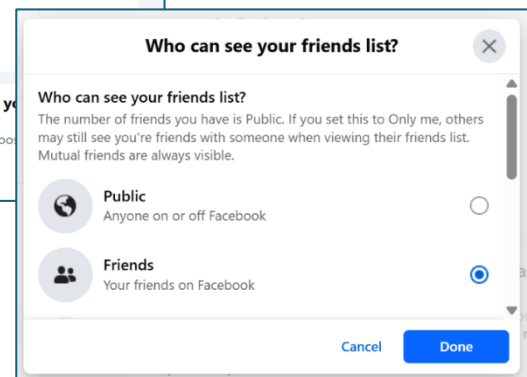 Who can see your friends list?
Who can see your friends list?
The number of friends you have is Public. If you set this to Only me, others
may still see you're friends with someone when viewing their friends list.
Mutual friends are always visible.
Public
Anyone on or off Facebook
Friends
Your friends on Facebook
Cancel
Done